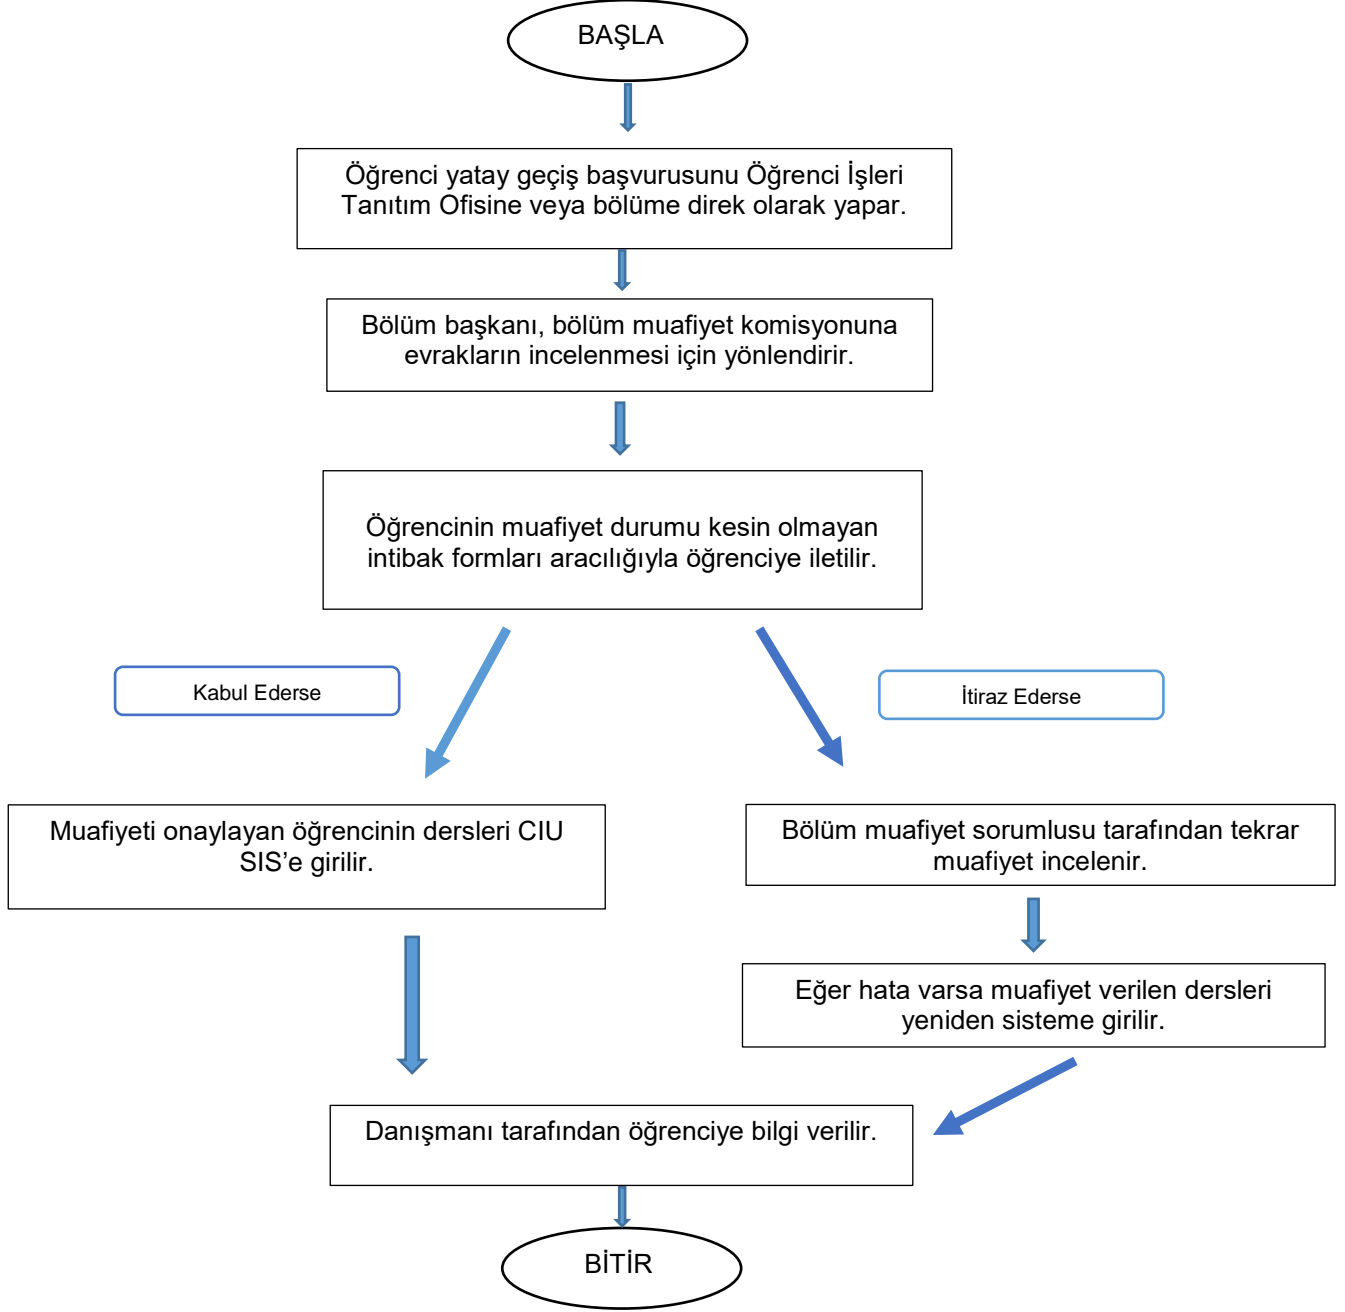 BAŞLA
Öğrenci yatay geçiş başvurusunu Öğrenci İşleri
Tanıtım Ofisine veya bölüme direk olarak yapar.
Bölüm başkanı, bölüm muafiyet komisyonuna
evrakların incelenmesi için yönlendirir.
Öğrencinin muafiyet durumu kesin olmayan
intibak formları aracılığıyla öğrenciye iletilir.
Kabul Ederse
İtiraz Ederse
Muafiyeti onaylayan öğrencinin dersleri CIU
SIS’e girilir.
Bölüm muafiyet sorumlusu tarafından tekrar
muafiyet incelenir.
Eğer hata varsa muafiyet verilen dersleri
yeniden sisteme girilir.
Danışmanı tarafından öğrenciye bilgi verilir.
BİTİR